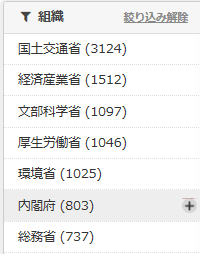 組織 絞り込み解除
国土交通省 (3124)
経済産業省 (1512)
文部科学省 (1097)
厚生労働省 (1046)
環境省 (1025)
内閣府 (803)
総務省 (737)